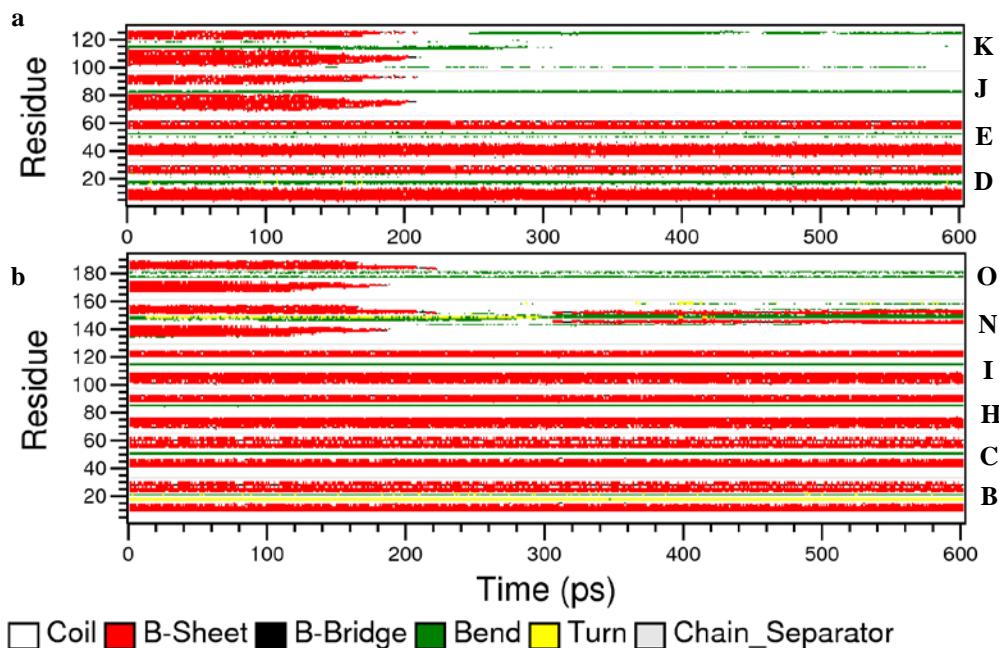 a
Residue
120
100
80
60
40
20
K
J
E
D
0 100 200 300 400 500 600
b
Residue
180
160
140
120
100
80
60
40
20
O
N
I
H
C
B
0 100 200 300 400 500 600
Time (ps)
Coil B-Sheet B-Bridge Bend Turn Chain_Separator